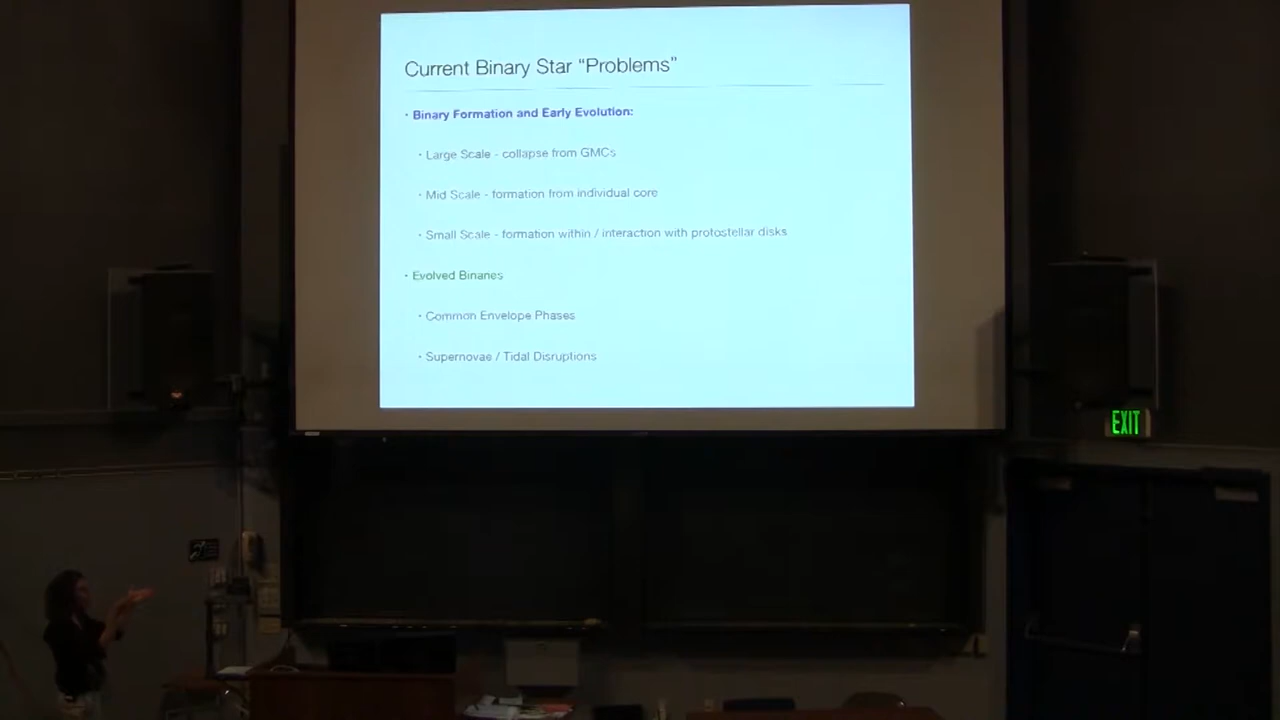 Current Binary Star “Problems”
· Binary Formation and Early Evolution:
· Large Scale - collapse from GMCs
· Mid Scale - formation from individual core
· Small Scale - formation within / interaction with protostellar disks
· Evolved Binaries
· Common Envelope Phases
· Supernovae / Tidal Disruptions
EXIT